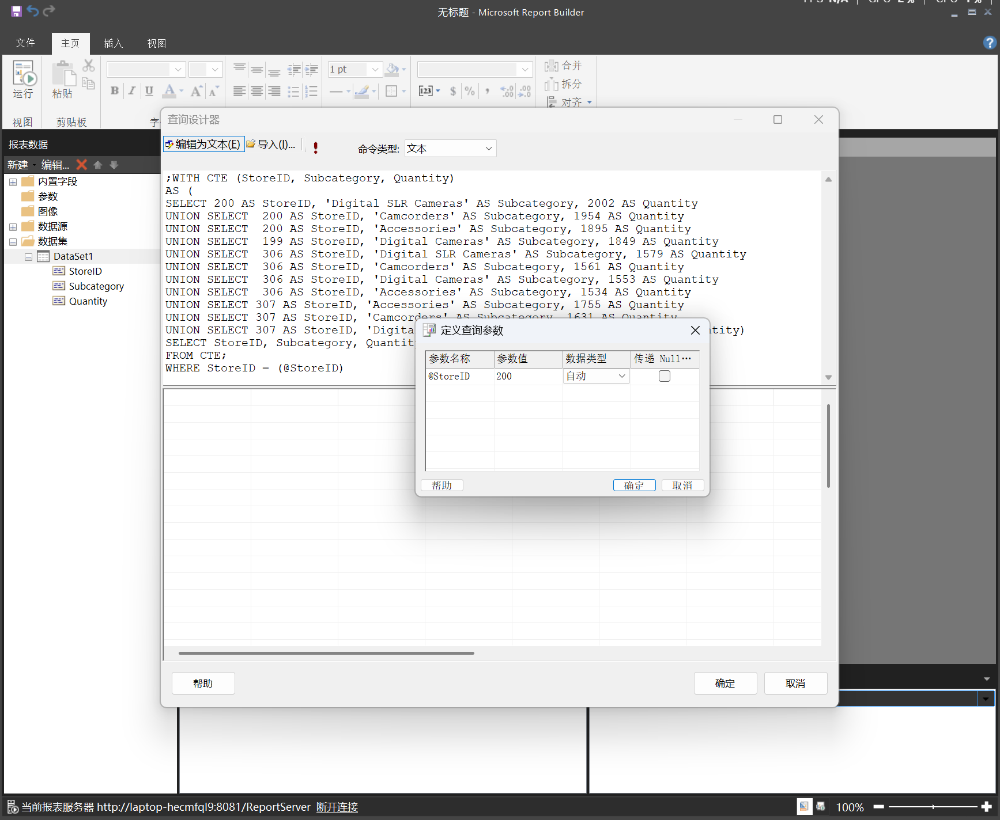 无标题 - Microsoft Report Builder
文件
主页
插入
视图
运行
粘贴
1 pt
合并
拆分
对齐
视图
剪贴板
查询设计器
报表数据
编辑为文本(E)
导入(I)...
命令类型:
文本
新建
编辑...
内置字段
参数
图像
数据源
数据集
DataSet1
StoreID
Subcategory
Quantity
;WITH CTE (StoreID, Subcategory, Quantity)
AS (
SELECT 200 AS StoreID, 'Digital SLR Cameras' AS Subcategory, 2002 AS Quantity
UNION SELECT  200 AS StoreID, 'Camcorders' AS Subcategory, 1954 AS Quantity
UNION SELECT  200 AS StoreID, 'Accessories' AS Subcategory, 1895 AS Quantity
UNION SELECT  199 AS StoreID, 'Digital Cameras' AS Subcategory, 1849 AS Quantity
UNION SELECT  306 AS StoreID, 'Digital SLR Cameras' AS Subcategory, 1579 AS Quantity
UNION SELECT  306 AS StoreID, 'Camcorders' AS Subcategory, 1561 AS Quantity
UNION SELECT  306 AS StoreID, 'Digital Cameras' AS Subcategory, 1553 AS Quantity
UNION SELECT  306 AS StoreID, 'Accessories' AS Subcategory, 1534 AS Quantity
UNION SELECT 307 AS StoreID, 'Accessories' AS Subcategory, 1755 AS Quantity
UNION SELECT 307 AS StoreID, 'Camcorders' AS Subcategory, 1631 AS Quantity
UNION SELECT 307 AS StoreID, 'Digita
ntity)
SELECT StoreID, Subcategory, Quantit
FROM CTE;
WHERE StoreID = (@StoreID)
定义查询参数
参数名称 参数值 数据类型 传递 Null…
@StoreID 200 自动
帮助
确定
取消
帮助
确定
取消
当前报表服务器 http://laptop-hecmfql9:8081/ReportServer 断开连接
100%